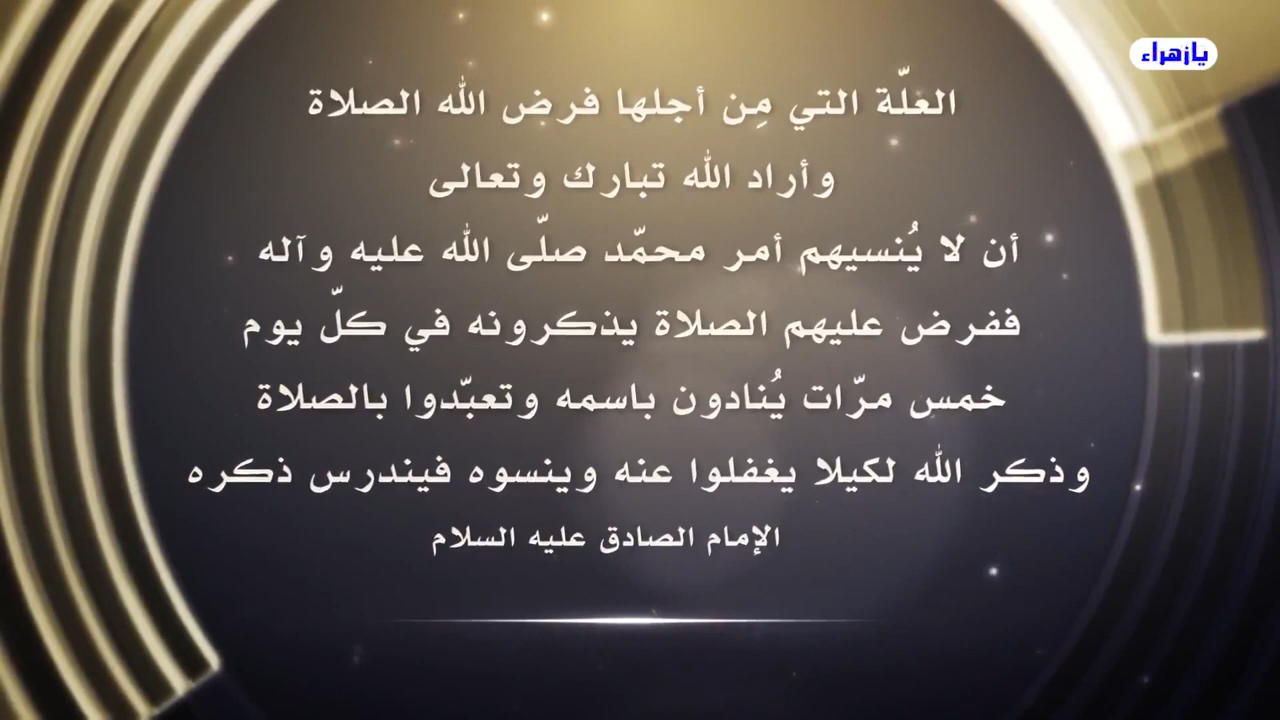 يازهراء
العلّة التي مِن أجلها فرض الله الصلاة
وأراد الله تبارك وتعالى
أن لا يُنسيهم أمر محمّد صلّى الله عليه وآله
ففرض عليهم الصلاة يذكرونه في كلّ يوم
خمس مرّات يُنادون باسمه وتعبّدوا بالصلاة
وذكر الله لكيلا يغفلوا عنه وينسوه فيندرس ذكره
الإمام الصادق عليه السلام